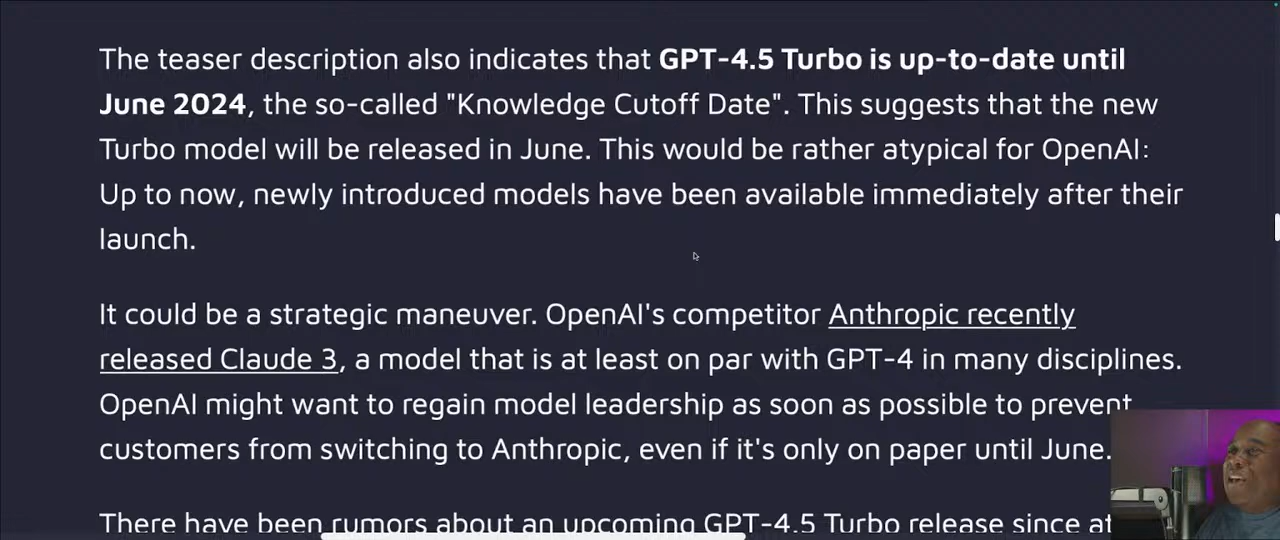 The teaser description also indicates that GPT-4.5 Turbo is up-to-date until
June 2024, the so-called "Knowledge Cutoff Date". This suggests that the new
Turbo model will be released in June. This would be rather atypical for OpenAI:
Up to now, newly introduced models have been available immediately after their
launch.
It could be a strategic maneuver. OpenAI's competitor Anthropic recently
released Claude 3, a model that is at least on par with GPT-4 in many disciplines.
OpenAI might want to regain model leadership as soon as possible to prevent
customers from switching to Anthropic, even if it's only on paper until June.
There have been rumors about an upcoming GPT-4.5 Turbo release since at